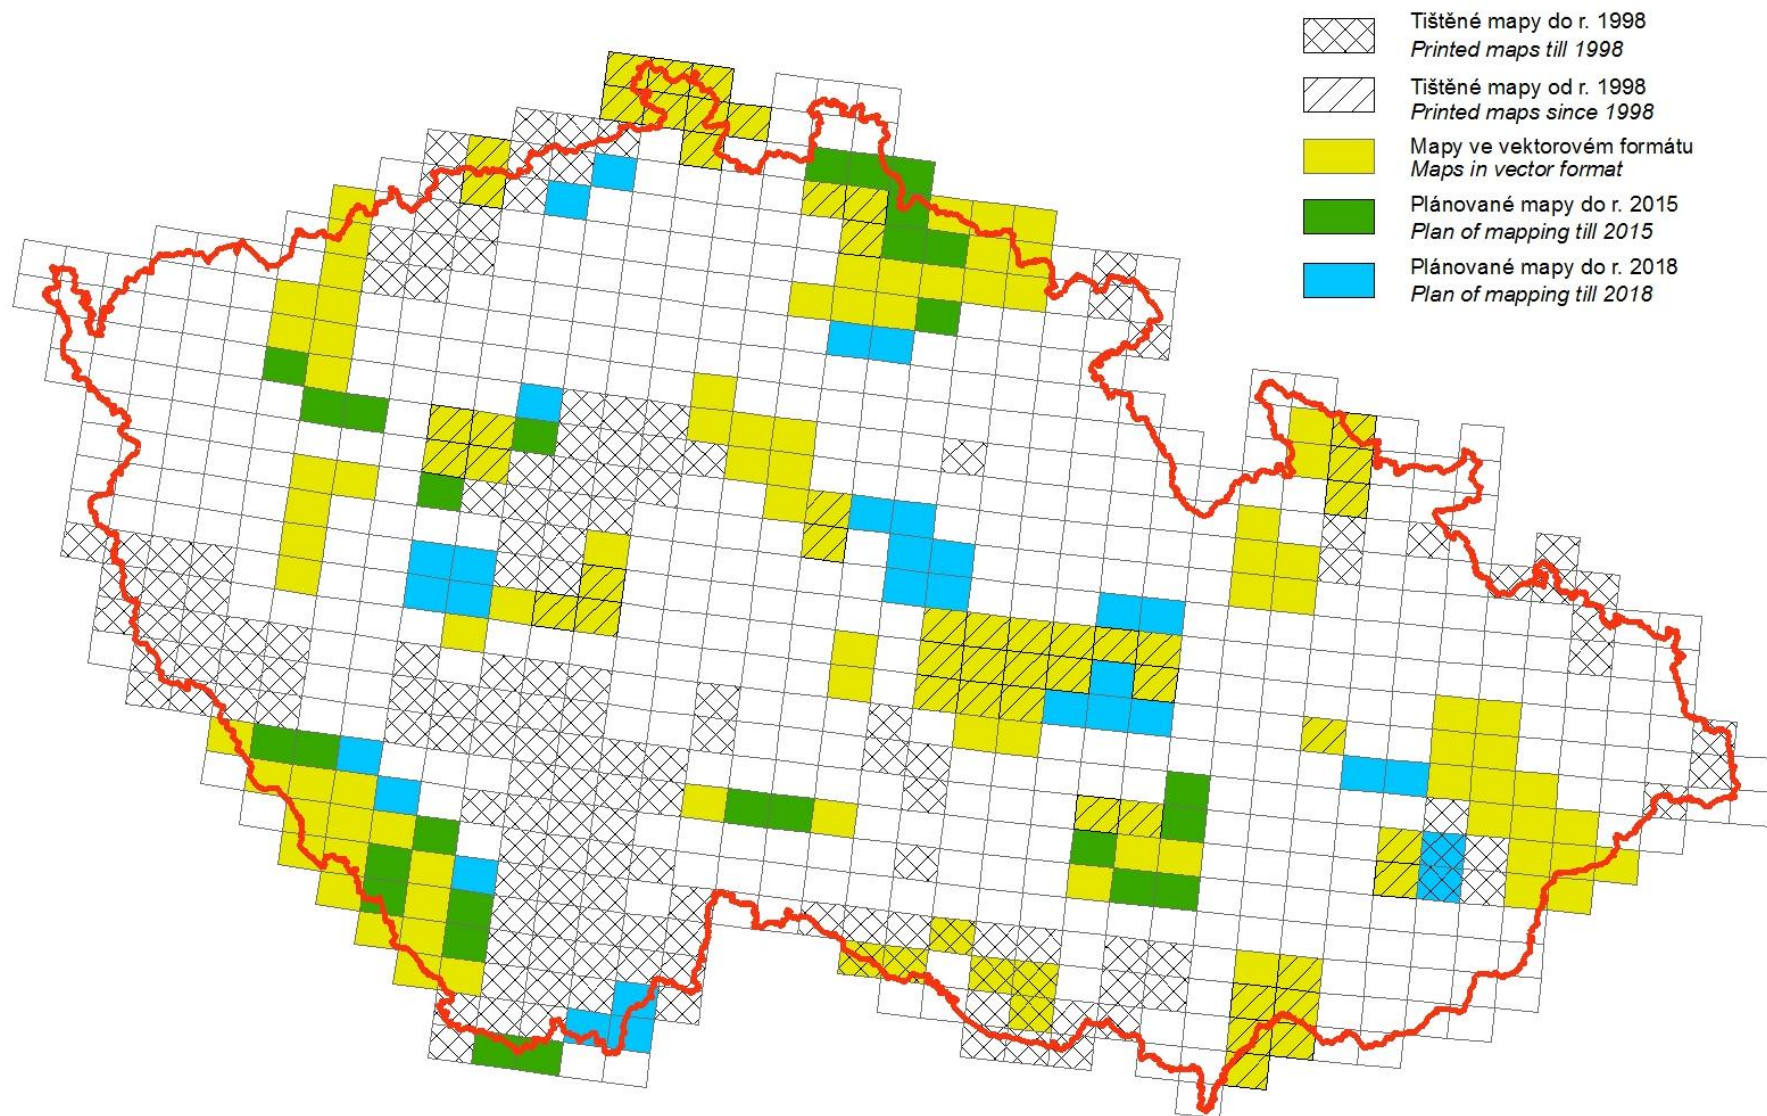 Tištěné mapy do r. 1998
Printed maps till 1998
Tištěné mapy od r. 1998
Printed maps since 1998
Mapy ve vektorovém formátu
Maps in vector format
Plánované mapy do r. 2015
Plan of mapping till 2015
Plánované mapy do r. 2018
Plan of mapping till 2018